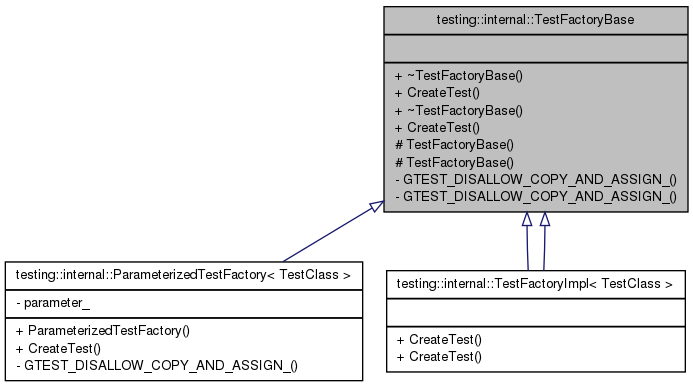 testing::internal::TestFactoryBase
+ ~TestFactoryBase()
+ CreateTest()
+ ~TestFactoryBase()
+ CreateTest()
# TestFactoryBase()
# TestFactoryBase()
- GTEST_DISALLOW_COPY_AND_ASSIGN_()
- GTEST_DISALLOW_COPY_AND_ASSIGN_()
testing::internal::ParameterizedTestFactory< TestClass >
- parameter_
+ ParameterizedTestFactory()
+ CreateTest()
- GTEST_DISALLOW_COPY_AND_ASSIGN_()
testing::internal::TestFactoryImpl< TestClass >
+ CreateTest()
+ CreateTest()